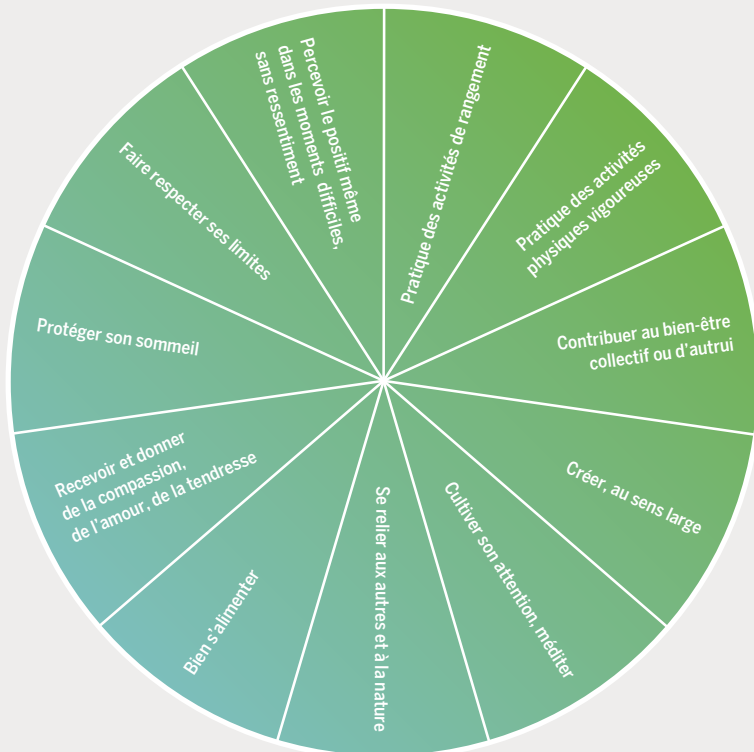 Pratique des activités de rangement
Pratique des activités
physiques vigoureuses
Contribuer au bien-être
collectif ou d'autrui
Créer, au sens large
Cultiver son attention, méditer
Se relier aux autres et à la nature
Bien s'alimenter
Recevoir et donner
de la compassion,
de l'amour, de la tendresse
Protéger son sommeil
Faire respecter ses limites
Percevoir le positif même
dans les moments difficiles,
sans ressentiment